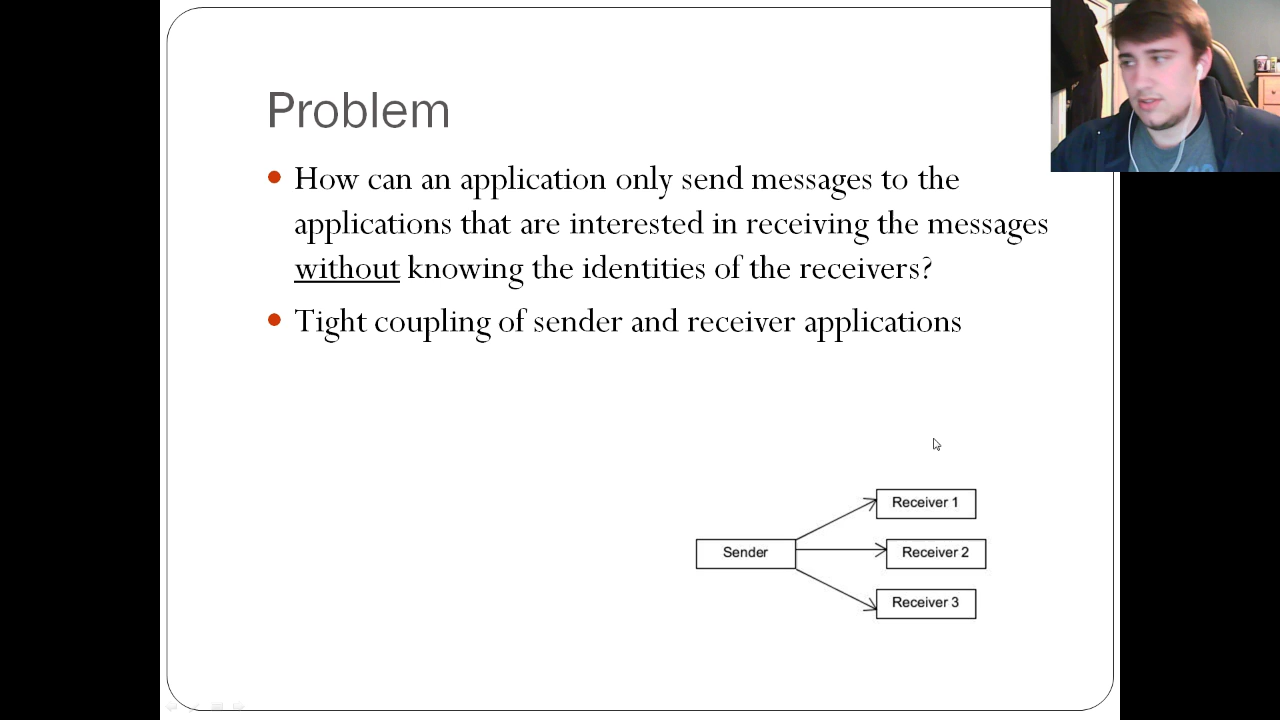 Problem
How can an application only send messages to the
applications that are interested in receiving the messages
without knowing the identities of the receivers?
Tight coupling of sender and receiver applications
Receiver 1
Sender
Receiver 2
Receiver 3